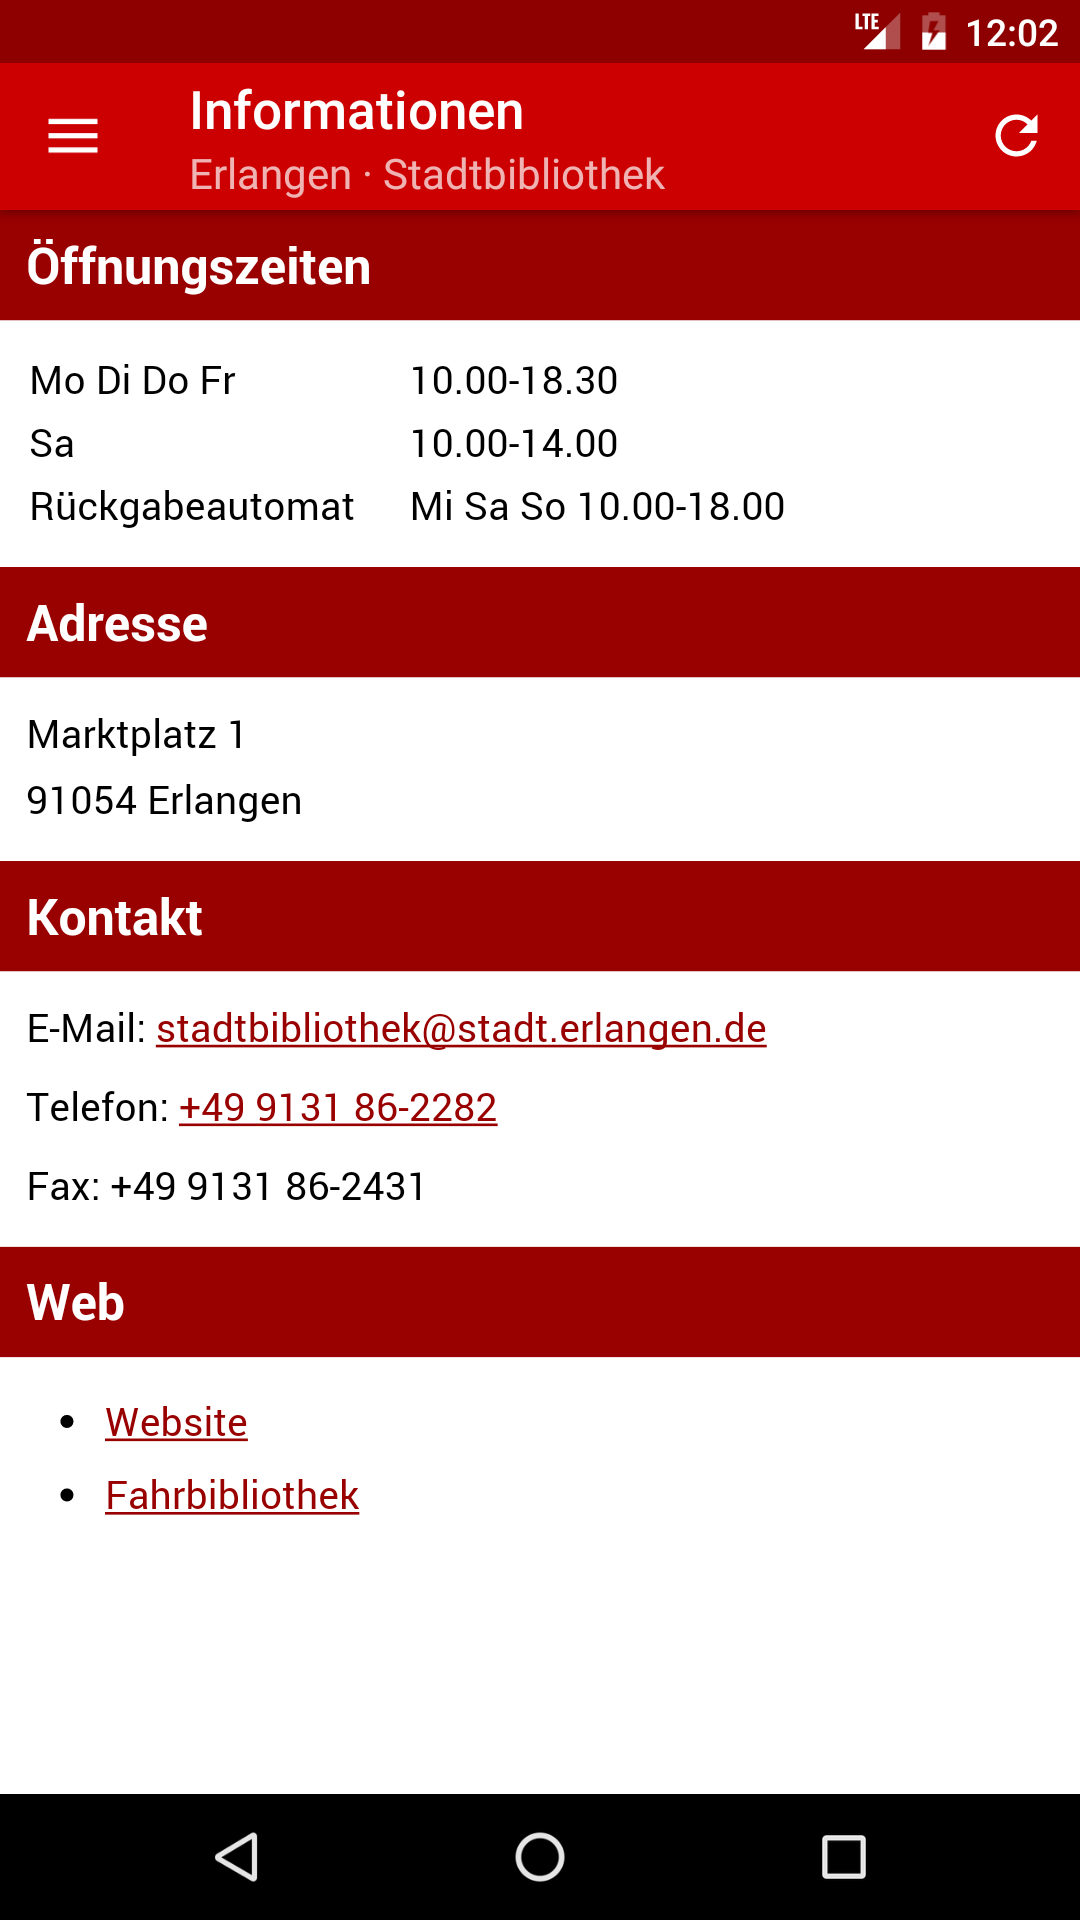 LTE 12:02
Informationen
Erlangen · Stadtbibliothek
Öffnungszeiten
Mo Di Do Fr 10.00-18.30
Sa 10.00-14.00
Rückgabeautomat Mi Sa So 10.00-18.00
Adresse
Marktplatz 1
91054 Erlangen
Kontakt
E-Mail: stadtbibliothek@stadt.erlangen.de
Telefon: +49 9131 86-2282
Fax: +49 9131 86-2431
Web
• Website
• Fahrbibliothek